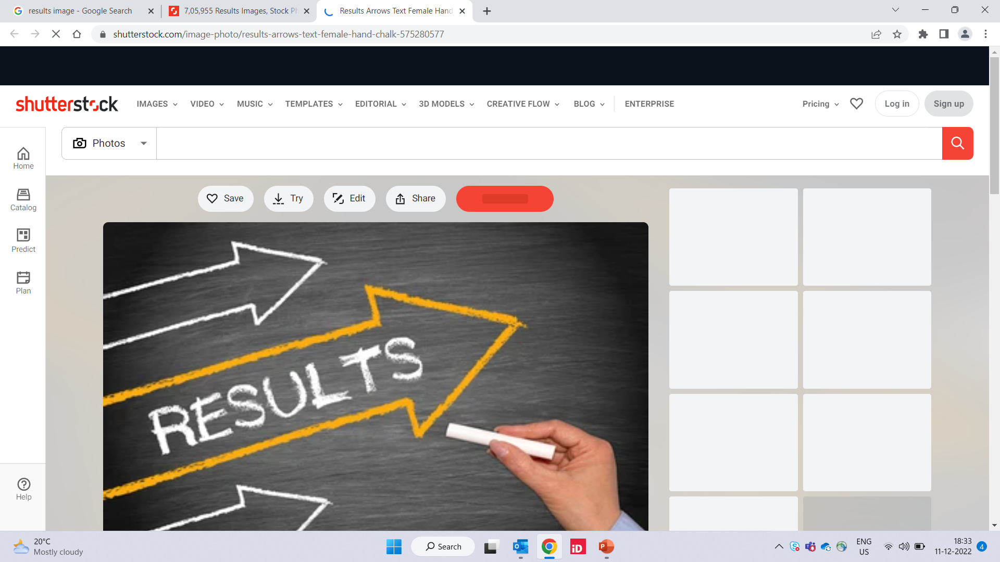 results image - Google Search
7,05,955 Results Images, Stock Ph
Results Arrows Text Female Hand
shutterstock.com/image-photo/results-arrows-text-female-hand-chalk-575280577
shutterstock
IMAGES
VIDEO
MUSIC
TEMPLATES
EDITORIAL
3D MODELS
CREATIVE FLOW
BLOG
ENTERPRISE
Pricing
Log in
Sign up
Photos
Home
Catalog
Predict
Plan
Help
Save
Try
Edit
Share
RESULTS
20°C
Mostly cloudy
Search
iD
ENG
US
18:33
11-12-2022
4